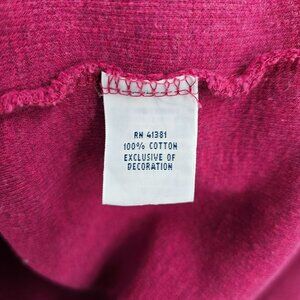 RN 41381
100% COTTON
EXCLUSIVE OF
DECORATION